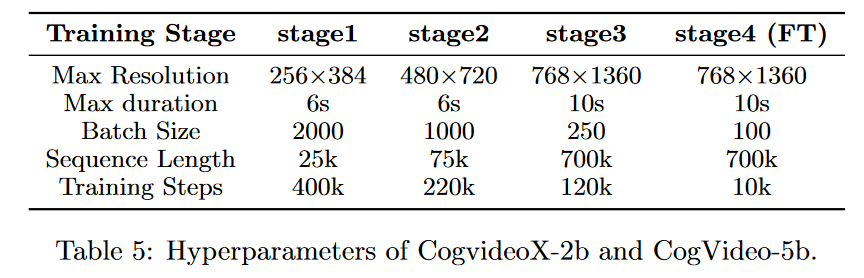 Training Stage stage1 stage2 stage3 stage4 (FT)
Max Resolution 256×384 480×720 768×1360 768×1360
Max duration 6s 6s 10s 10s
Batch Size 2000 1000 250 100
Sequence Length 25k 75k 700k 700k
Training Steps 400k 220k 120k 10k
Table 5: Hyperparameters of CogvideoX-2b and CogVideo-5b.